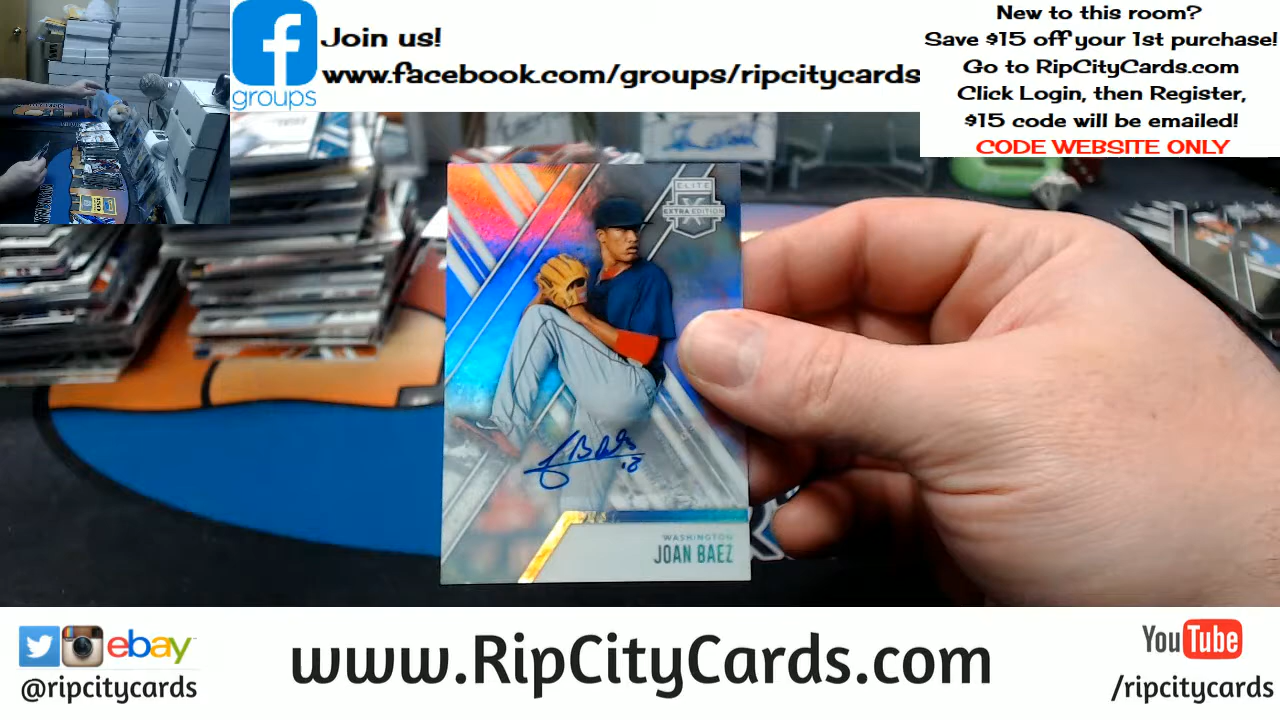 groups
Join us!
www.facebook.com/groups/ripcitycards
New to this room?
Save $15 off your 1st purchase!
Go to RipCityCards.com
Click Login, then Register,
$15 code will be emailed!
CODE WEBSITE ONLY
ELITE
EXTRA EDITION
WASHINGTON
JOAN BAEZ
ebay
@ripcitycards
www.RipCityCards.com
YouTube
/ripcitycards